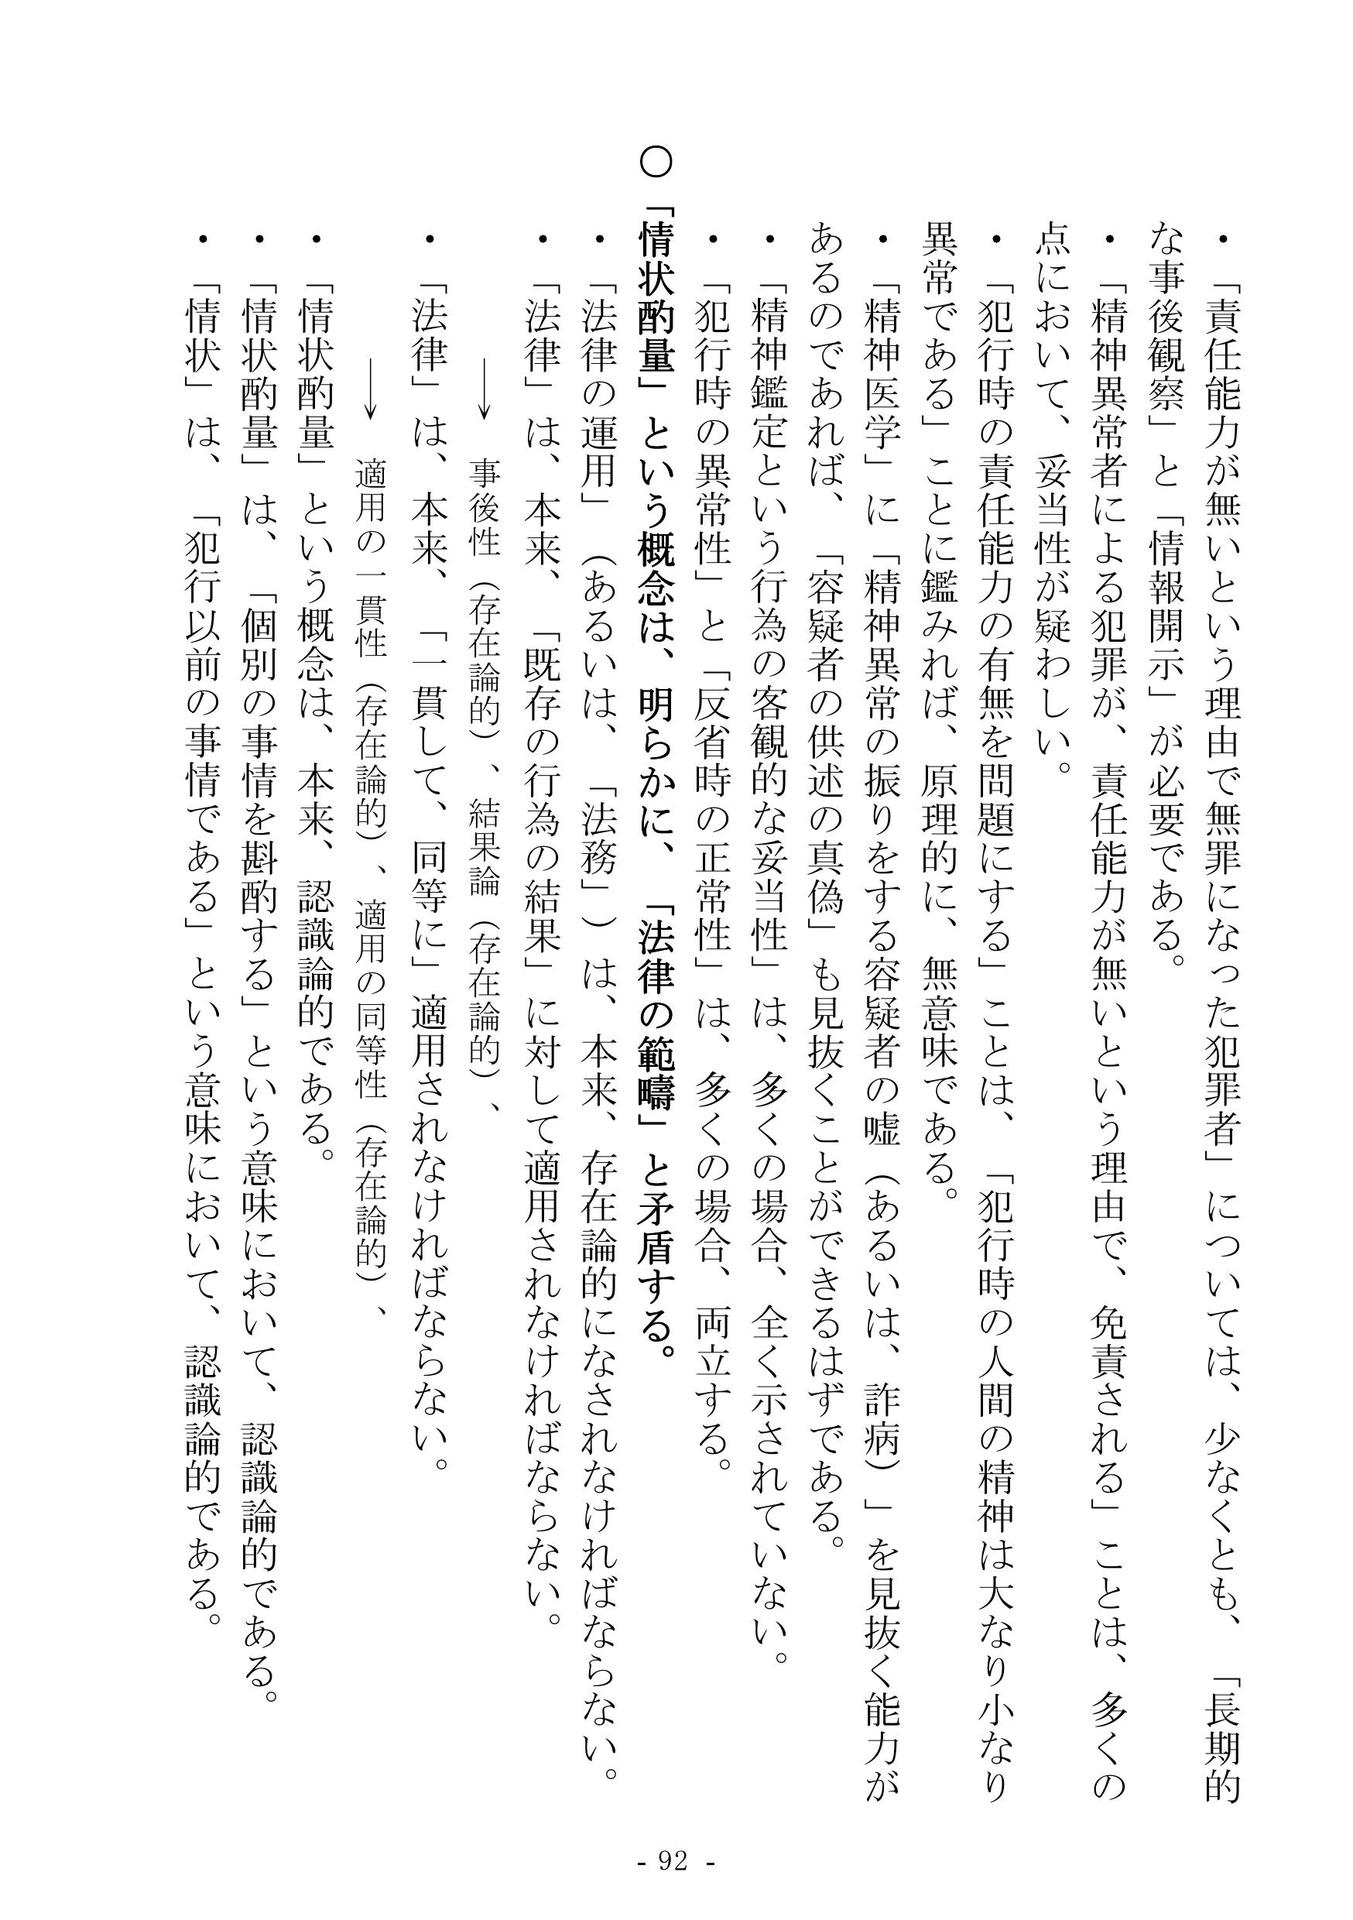 ・「責任能力が無いという理由で無罪になった犯罪者」については、少なくとも、「長期的
な事後観察」と「情報開示」が必要である。
・「精神異常者による犯罪が、責任能力が無いという理由で、免責される」ことは、多くの
点において、妥当性が疑わしい。
・「犯行時の責任能力の有無を問題にする」ことは、「犯行時の人間の精神は大なり小なり
異常である」ことに鑑みれば、原理的に、無意味である。
・「精神医学」に「精神異常の振りをする容疑者の嘘（あるいは、詐病）」を見抜く能力が
あるのであれば、「容疑者の供述の真偽」も見抜くことができるはずである。
・「精神鑑定という行為の客観的な妥当性」は、多くの場合、全く示されていない。
・「犯行時の異常性」と「反省時の正常性」は、多くの場合、両立する。
○「情状酌量」という概念は、明らかに、「法律の範疇」と矛盾する。
・「法律の運用」（あるいは、「法務」）は、本来、存在論的になされなければならない。
・「法律」は、本来、「既存の行為の結果」に対して適用されなければならない。
→ 事後性（存在論的）、結果論（存在論的）、
・「法律」は、本来、「一貫して、同等に」適用されなければならない。
→ 適用の一貫性（存在論的）、適用の同等性（存在論的）、
・「情状酌量」という概念は、本来、認識論的である。
・「情状酌量」は、「個別の事情を斟酌する」という意味において、認識論的である。
・「情状」は、「犯行以前の事情である」という意味において、認識論的である。
- 92 -